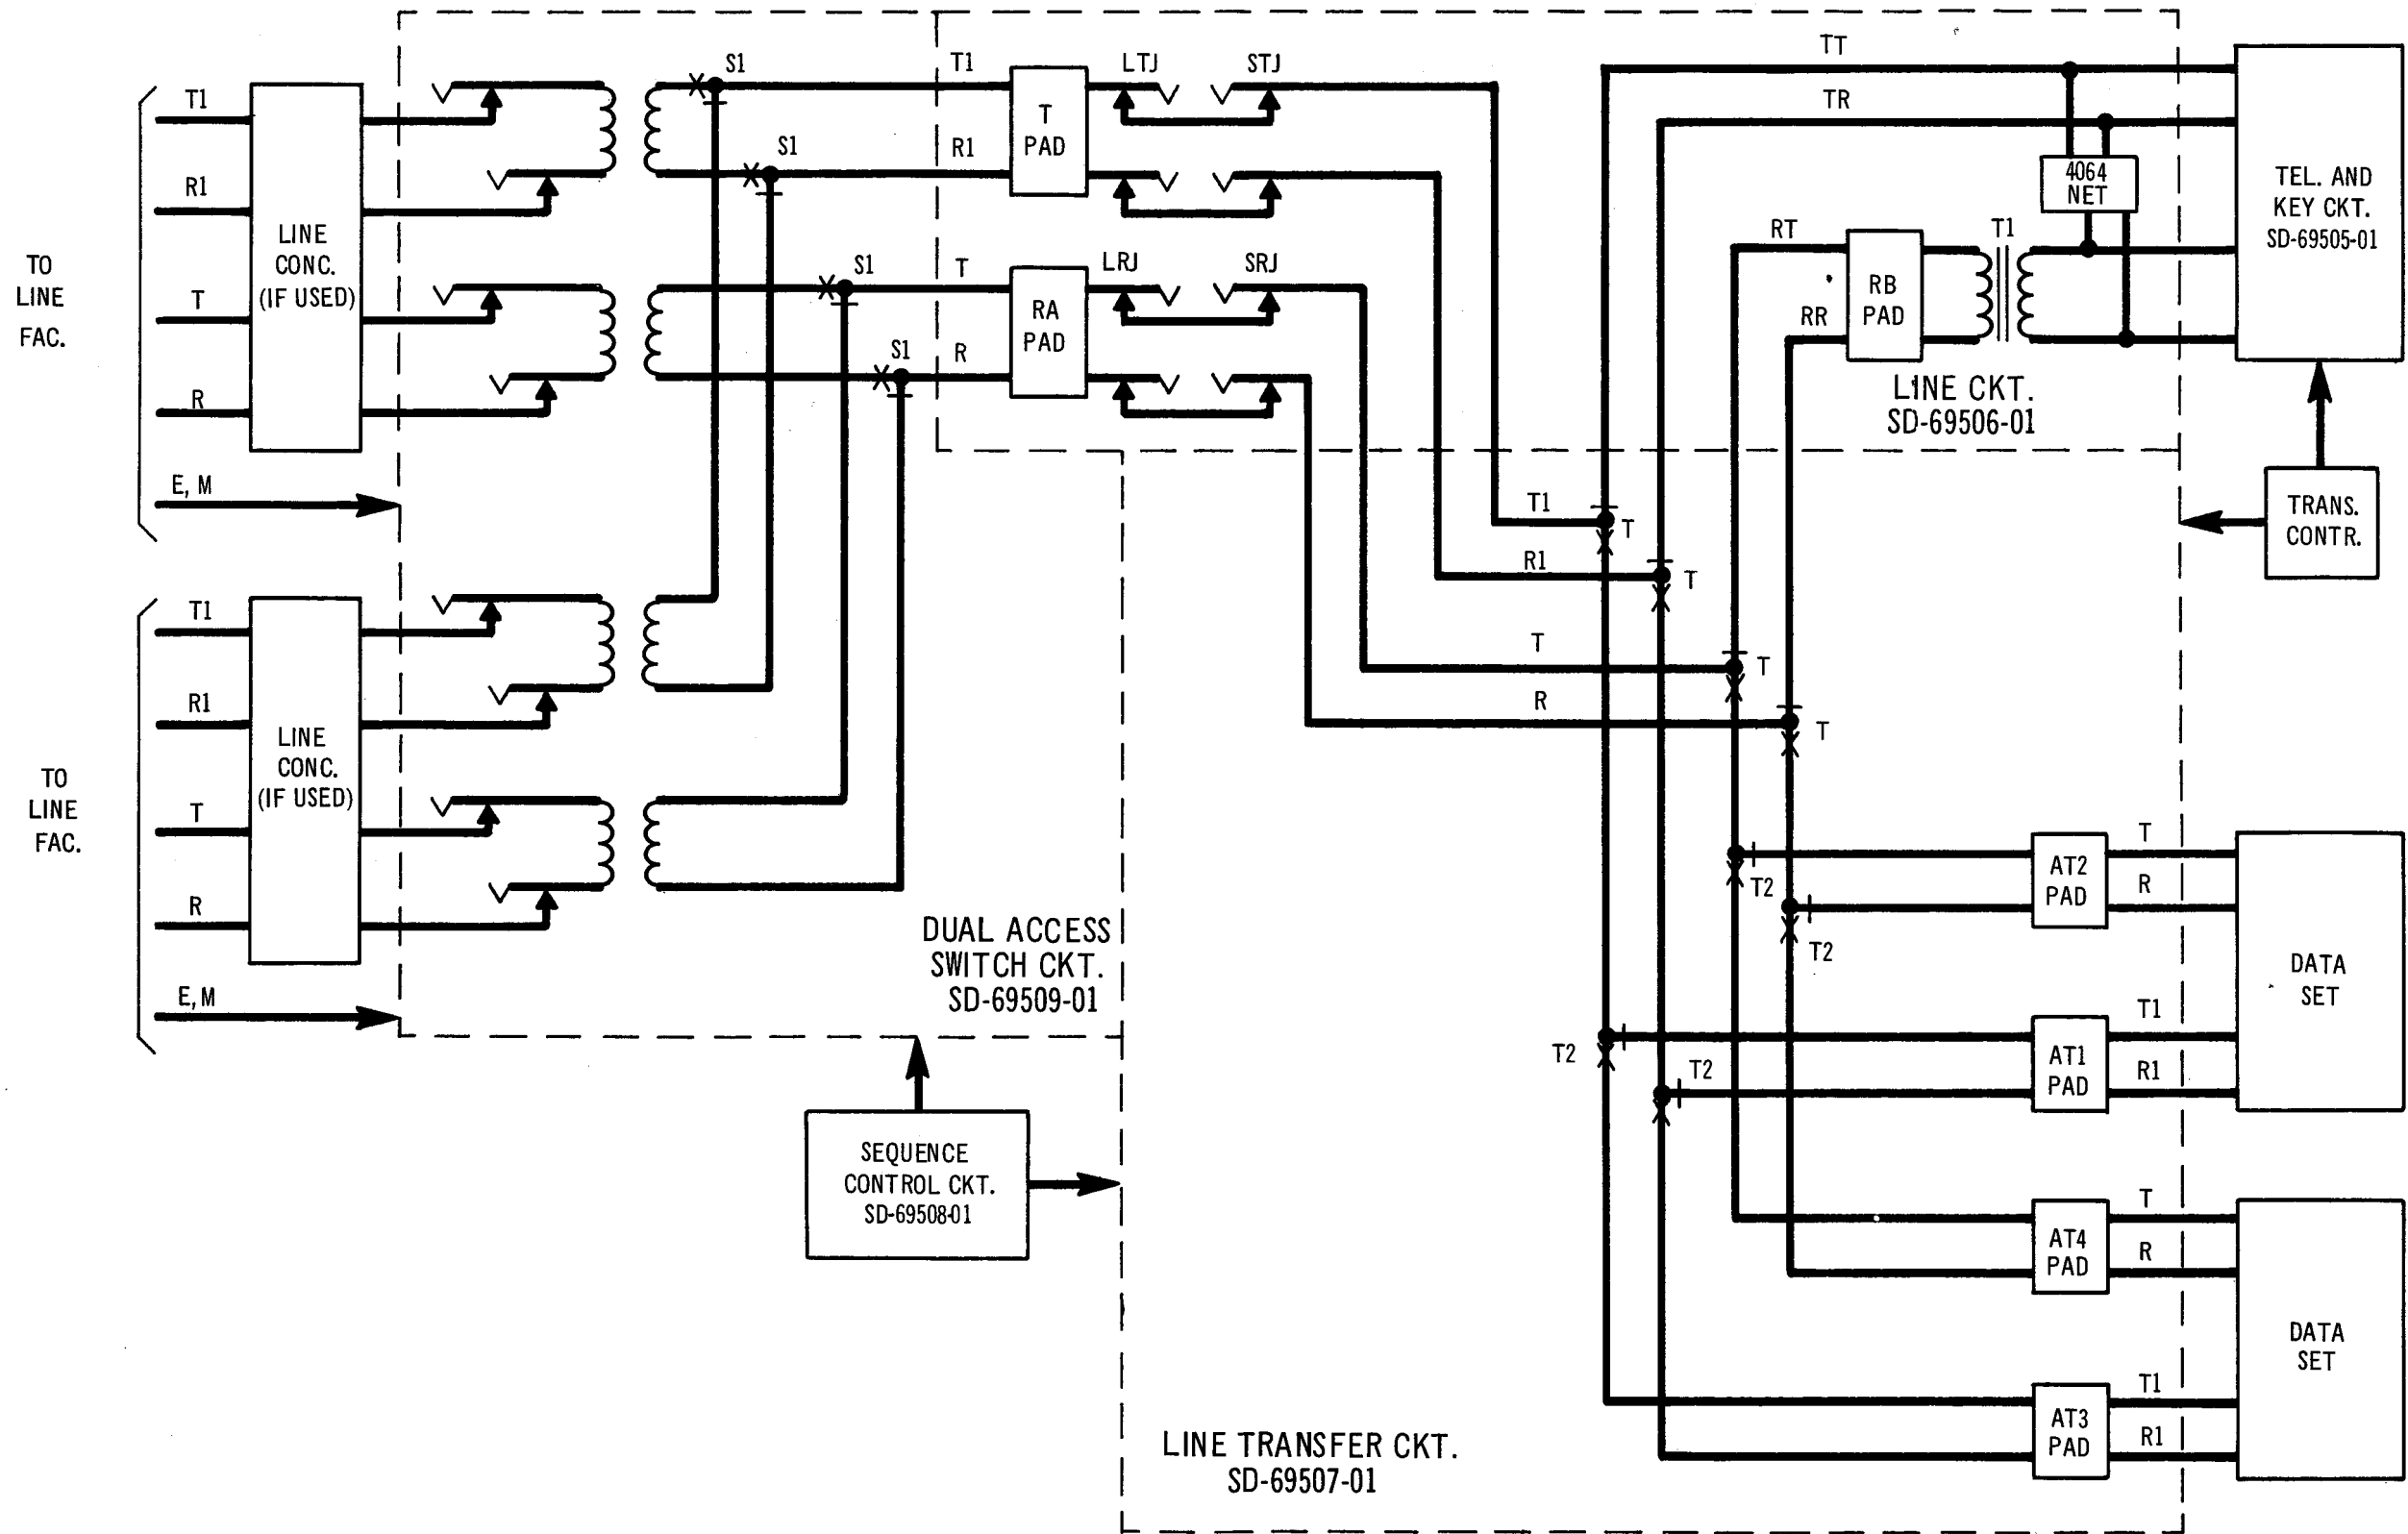 TO
LINE
FAC.
T1
R1
T
R
E, M
LINE
CONC.
(IF USED)
S1
S1
S1
S1
T1
R1
T
R
T
PAD
RA
PAD
LTJ
STJ
LRJ
SRJ
TT
TR
4064
NET
RT
RR
RB
PAD
T1
LINE CKT.
SD-69506-01
TEL. AND
KEY CKT.
SD-69505-01
TRANS.
CONTR.
T1
T
R1
T
T
T
R
T
TO
LINE
FAC.
T1
R1
T
R
E, M
LINE
CONC.
(IF USED)
DUAL ACCESS
SWITCH CKT.
SD-69509-01
SEQUENCE
CONTROL CKT.
SD-69508-01
T2
T2
T2
T2
AT2
PAD
T
R
AT1
PAD
T1
R1
DATA
SET
AT4
PAD
T
R
AT3
PAD
T1
R1
DATA
SET
LINE TRANSFER CKT.
SD-69507-01